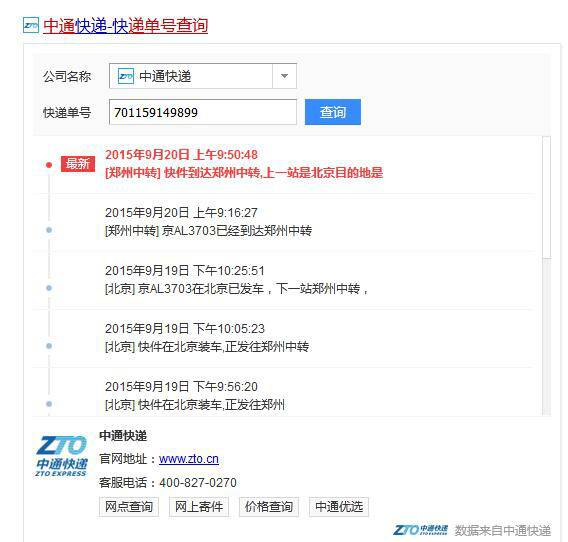 ZTO 中通快递-快递单号查询
公司名称 ZTO 中通快递
快递单号 701159149899 查询
最新 2015年9月20日 上午9:50:48
[郑州中转] 快件到达郑州中转,上一站是北京目的地是
2015年9月20日 上午9:16:27
[郑州中转] 京AL3703已经到达郑州中转
2015年9月19日 下午10:25:51
[北京] 京AL3703在北京已发车，下一站郑州中转，
2015年9月19日 下午10:05:23
[北京] 快件在北京装车,正发往郑州中转
2015年9月19日 下午9:56:20
[北京] 快件在北京装车,正发往郑州
ZTO
中通快递
ZTO EXPRESS
中通快递
官网地址：www.zto.cn
客服电话：400-827-0270
网点查询 网上寄件 价格查询 中通优选
ZTO 中通快递 ZTO EXPRESS 数据来自中通快递